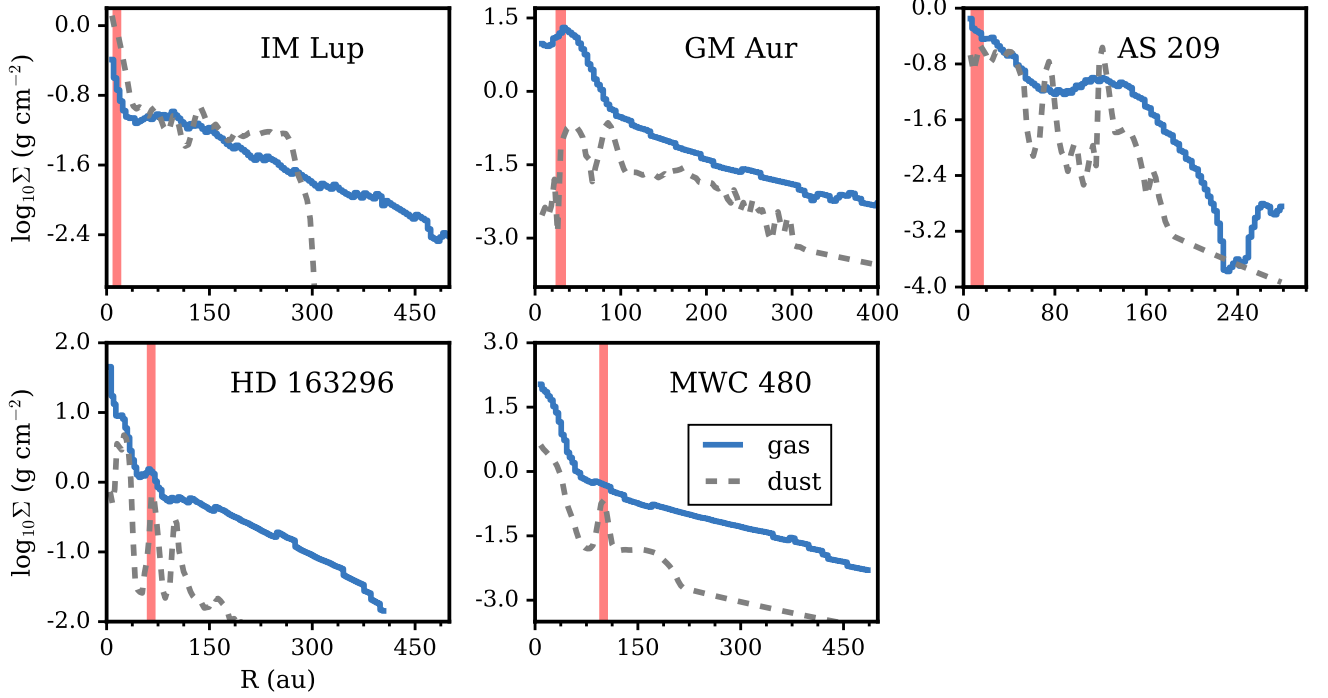 IM Lup
GM Aur
AS 209
0.0
-0.8
-1.6
-2.4
log₁₀Σ (g cm⁻²)
0 150 300 450
1.5
0.0
-1.5
-3.0
0 100 200 300 400
0.0
-0.8
-1.6
-2.4
-3.2
-4.0
0 80 160 240
HD 163296
MWC 480
2.0
1.0
0.0
-1.0
-2.0
log₁₀Σ (g cm⁻²)
0 150 300 450
R (au)
3.0
1.5
0.0
-1.5
-3.0
gas
dust
0 150 300 450